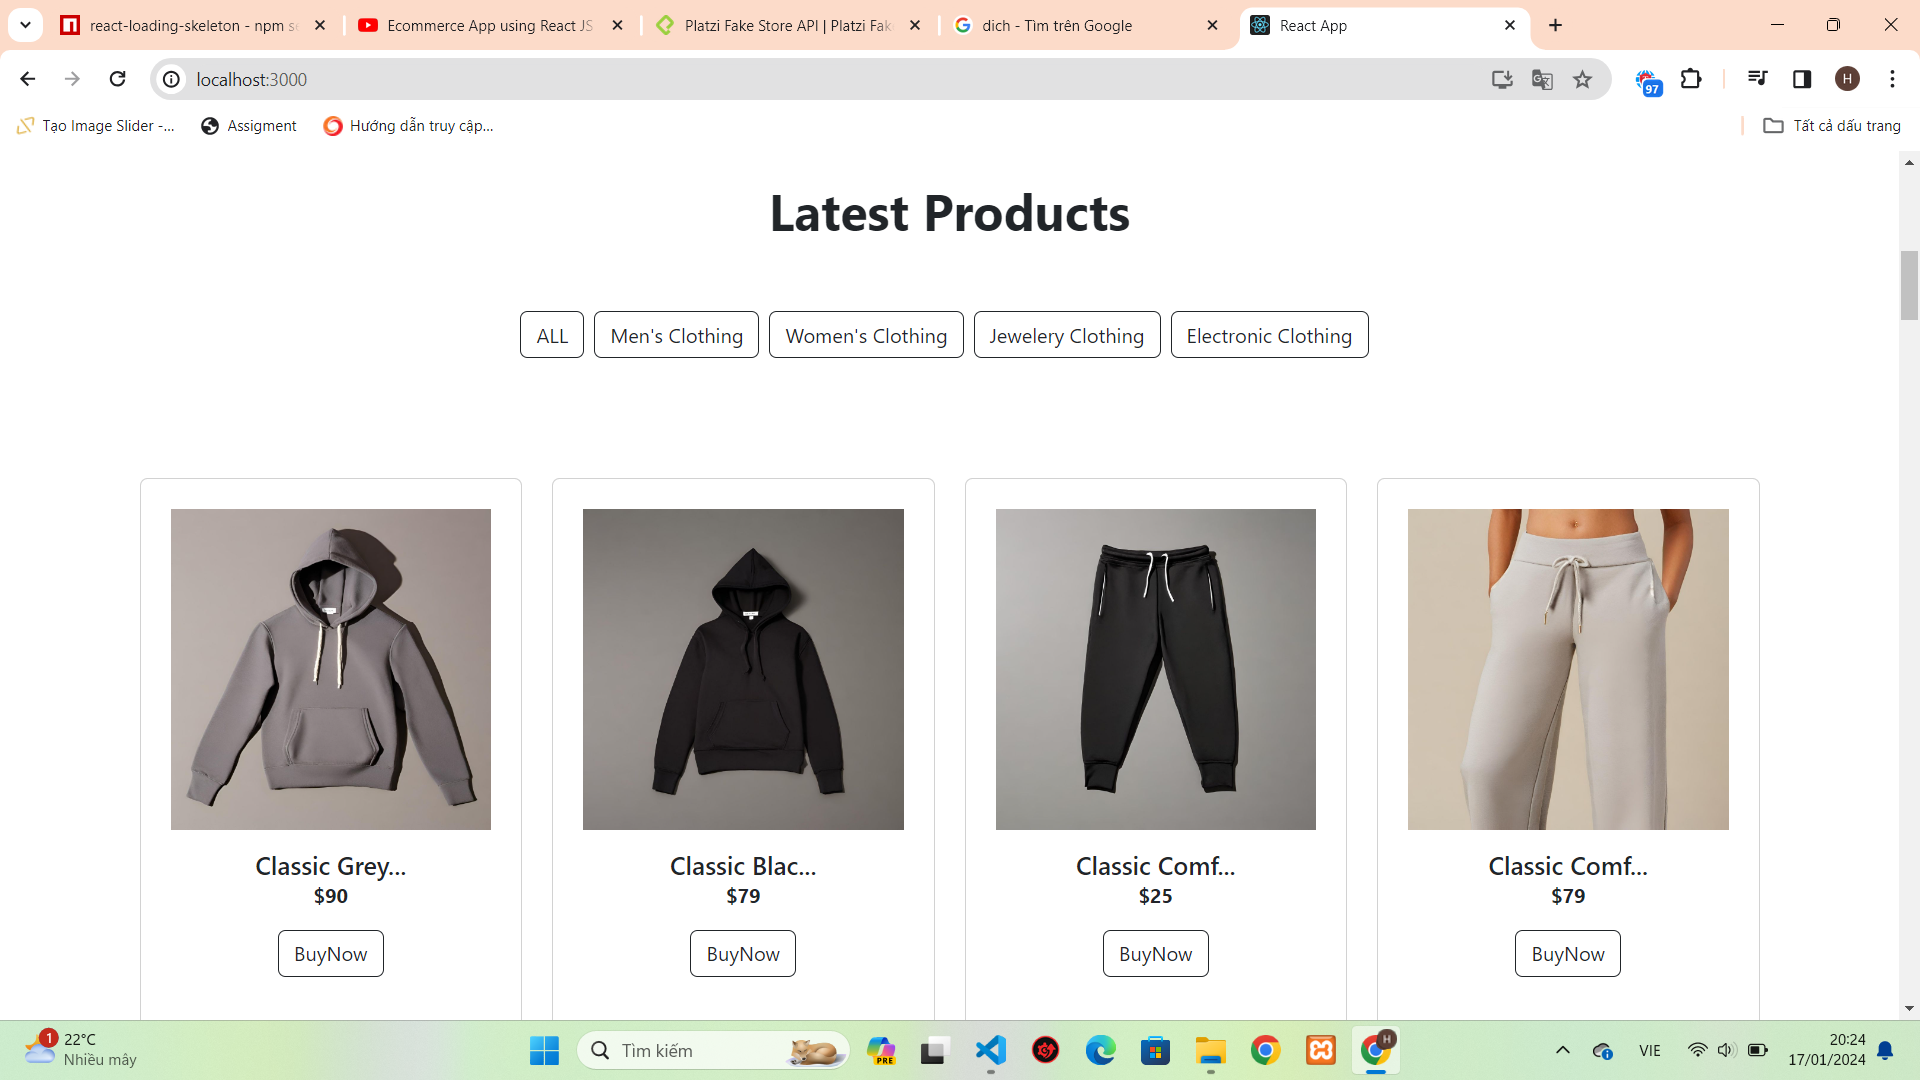 react-loading-skeleton - npm se
Ecommerce App using React JS
Platzi Fake Store API | Platzi Fake
dich - Tìm trên Google
React App
localhost:3000
97
H
Tạo Image Slider -...
Assigment
Hướng dẫn truy cập...
Tất cả dấu trang
Latest Products
ALL
Men's Clothing
Women's Clothing
Jewelery Clothing
Electronic Clothing
Classic Grey...
Classic Blac...
Classic Comf...
Classic Comf...
$90
$79
$25
$79
BuyNow
BuyNow
BuyNow
BuyNow
1
22°C
Nhiều mây
Tìm kiếm
PRE
H
VIE
20:24
17/01/2024